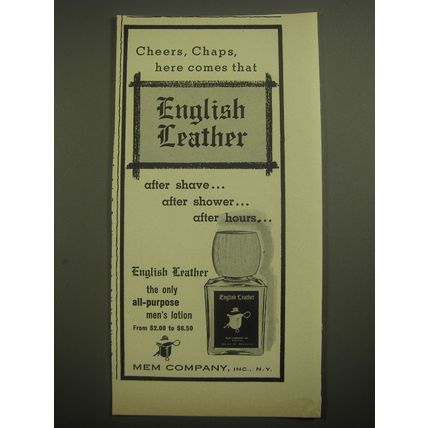 Cheers, Chaps,
here comes that
English
Leather
after shave...
after shower...
after hours...
English Leather
the only
all-purpose
men's lotion
From $2.00 to $6.50
English Leather
MEM COMPANY, INC., N.Y.